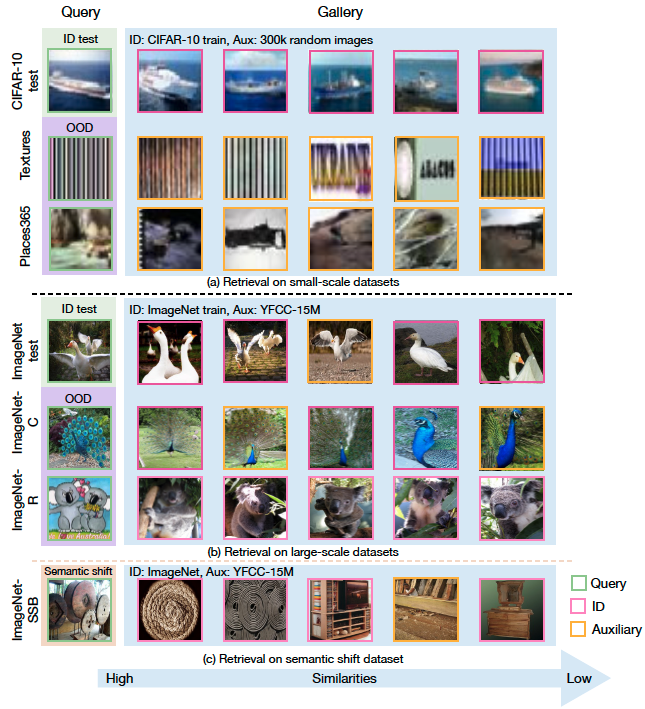 Query
Gallery
CIFAR-10
test
ID test
ID: CIFAR-10 train, Aux: 300k random images
Textures
OOD
Places365
(a) Retrieval on small-scale datasets
ImageNet
test
ID test
ID: ImageNet train, Aux: YFCC-15M
ImageNet-
C
OOD
ImageNet-
R
(b) Retrieval on large-scale datasets
ImageNet-
SSB
Semantic shift
ID: ImageNet, Aux: YFCC-15M
(c) Retrieval on semantic shift dataset
Query
ID
Auxiliary
High
Similarities
Low